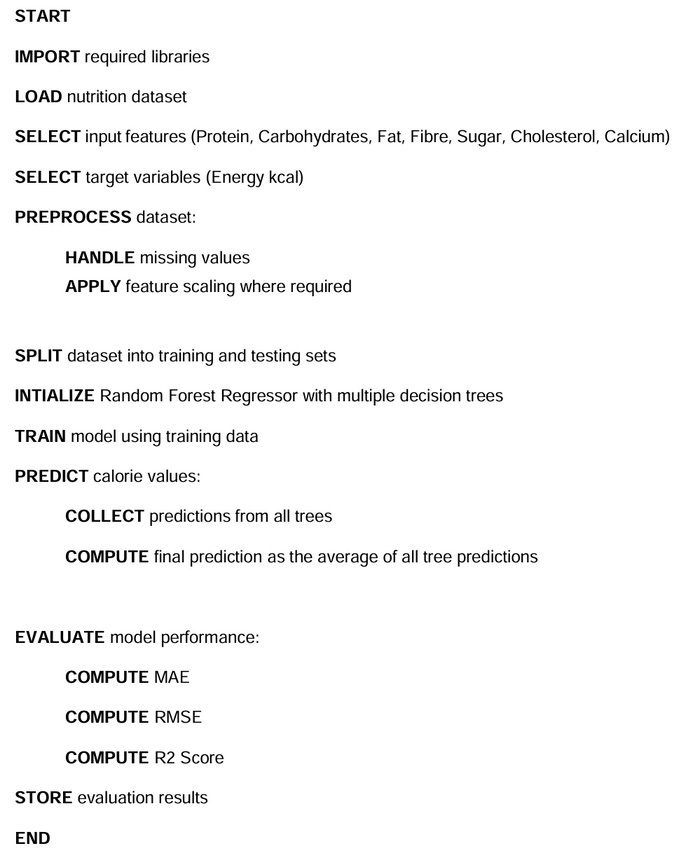 START
IMPORT required libraries
LOAD nutrition dataset
SELECT input features (Protein, Carbohydrates, Fat, Fibre, Sugar, Cholesterol, Calcium)
SELECT target variables (Energy kcal)
PREPROCESS dataset:
HANDLE missing values
APPLY feature scaling where required
SPLIT dataset into training and testing sets
INTIALIZE Random Forest Regressor with multiple decision trees
TRAIN model using training data
PREDICT calorie values:
COLLECT predictions from all trees
COMPUTE final prediction as the average of all tree predictions
EVALUATE model performance:
COMPUTE MAE
COMPUTE RMSE
COMPUTE R2 Score
STORE evaluation results
END